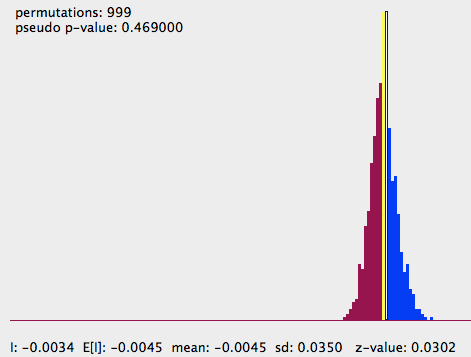 permutations: 999
pseudo p-value: 0.469000
I: -0.0034 E[I]: -0.0045 mean: -0.0045 sd: 0.0350 z-value: 0.0302